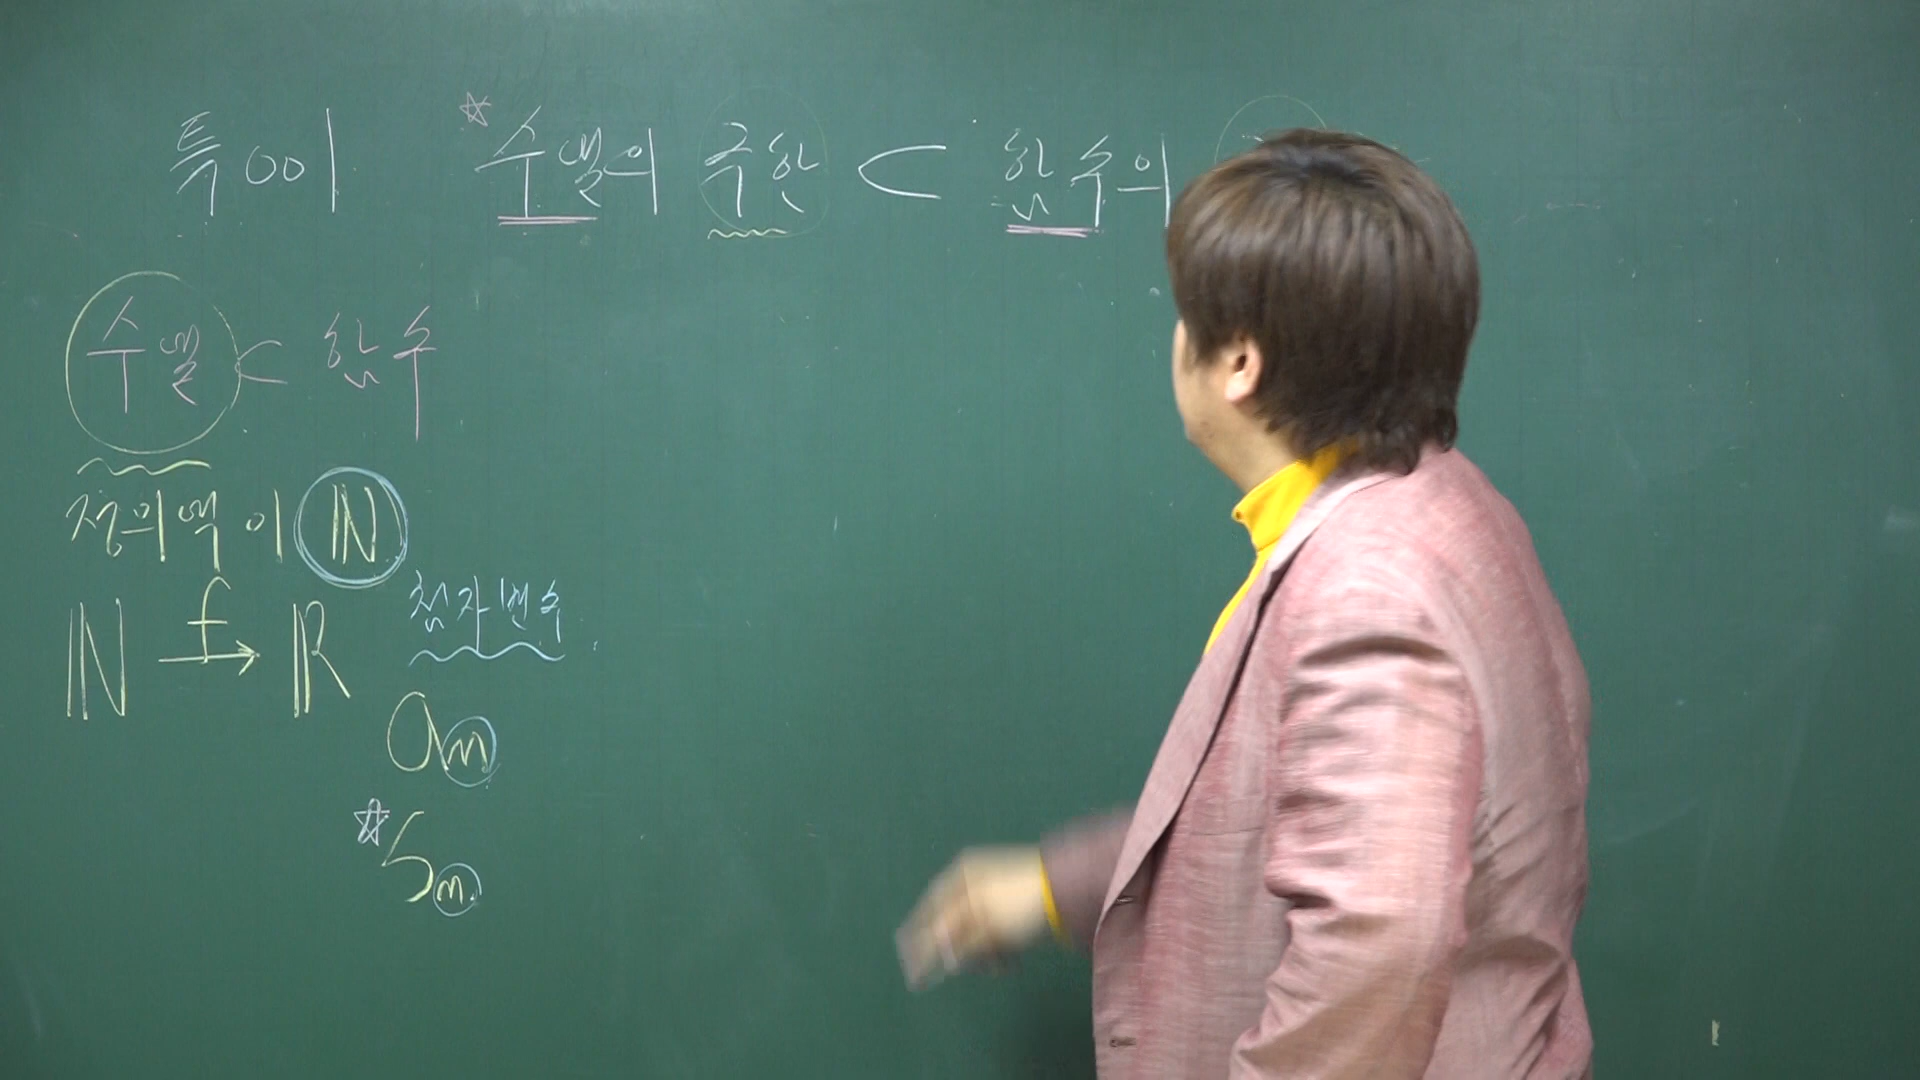 특이 ☆수열의 극한 ⊂ 함수의
수열 ⊂ 함수
정의역이 ℕ
ℕ f→ ℝ 첨자변수
aₙ
☆Sₙ